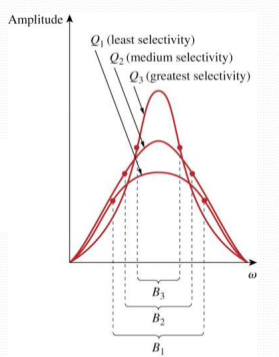 Amplitude
Q₁ (least selectivity)
Q₂ (medium selectivity)
Q₃ (greatest selectivity)
ω
B₃
B₂
B₁